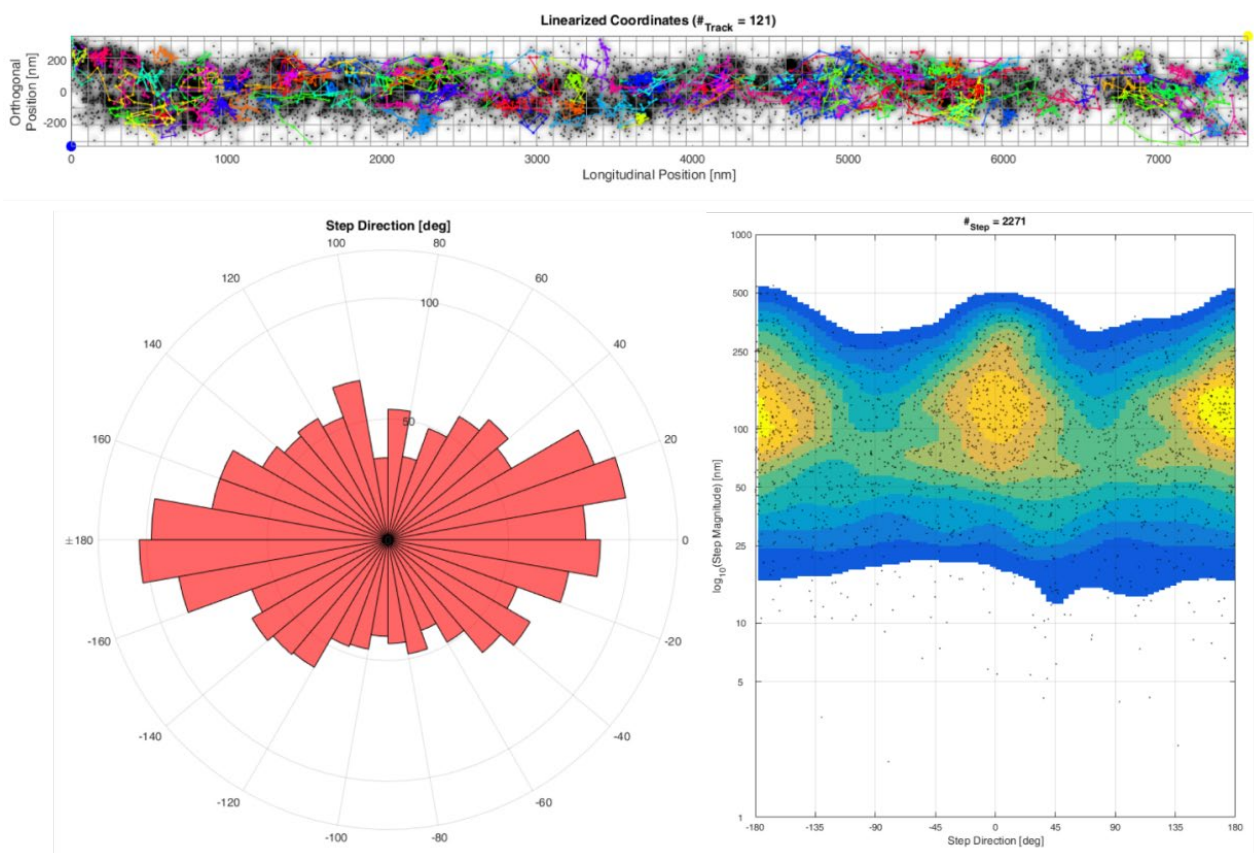 Linearized Coordinates (#Track = 121)
Orthogonal
Position [nm]
200
0
-200
0 1000 2000 3000 4000 5000 6000 7000
Longitudinal Position [nm]
Step Direction [deg]
100 80
120 60
100
140 40
50
160 20
±180 0
-160 -20
-140 -40
-120 -60
-100 -80
#Step = 2271
log10(Step Magnitude) [nm]
1000
500
250
100
50
25
10
5
1
-180 -135 -90 -45 0 45 90 135 180
Step Direction [deg]